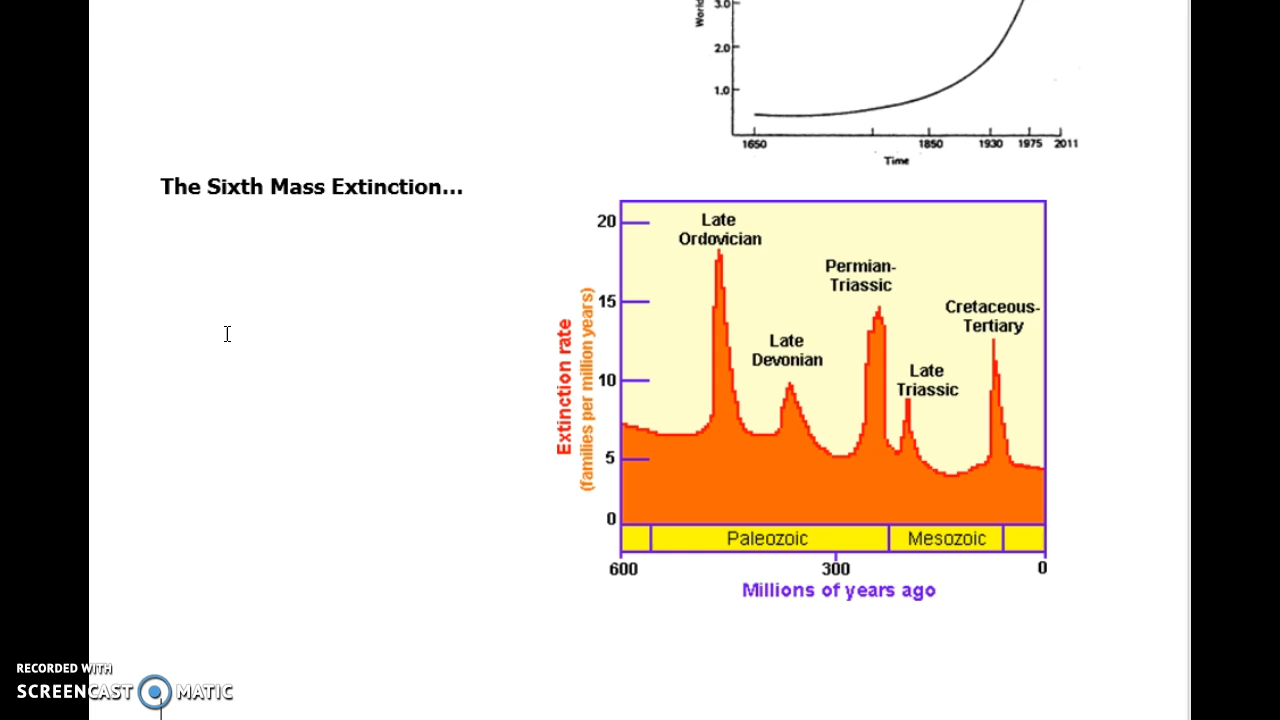 World
3.0
2.0
1.0
1650
1850
1930
1975
2011
Time
The Sixth Mass Extinction...
20
15
10
5
0
Extinction rate
(families per million years)
Late
Ordovician
Late
Devonian
Permian-
Triassic
Late
Triassic
Cretaceous-
Tertiary
Paleozoic
Mesozoic
600
300
0
Millions of years ago
RECORDED WITH
SCREENCAST MATIC